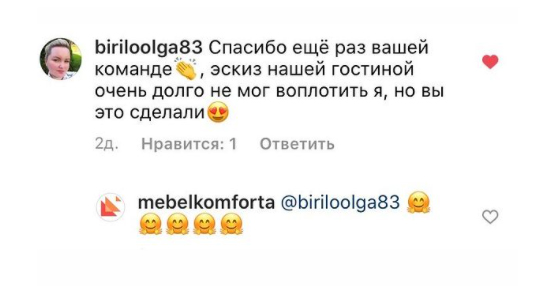 biriloolga83 Спасибо ещё раз вашей
команде👏, эскиз нашей гостиной
очень долго не мог воплотить я, но вы
это сделали😍
2д. Нравится: 1 Ответить
mebelkomforta @biriloolga83 🤗
🤗🤗🤗🤗